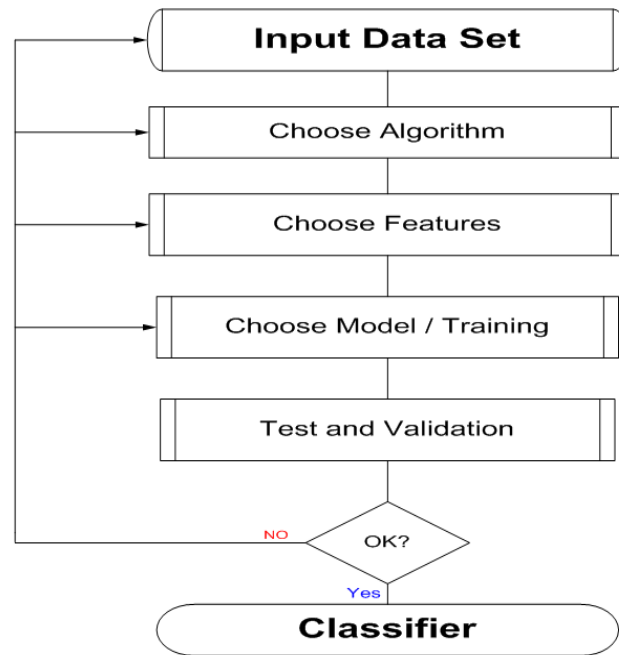 Input Data Set
Choose Algorithm
Choose Features
Choose Model / Training
Test and Validation
NO
OK?
Yes
Classifier